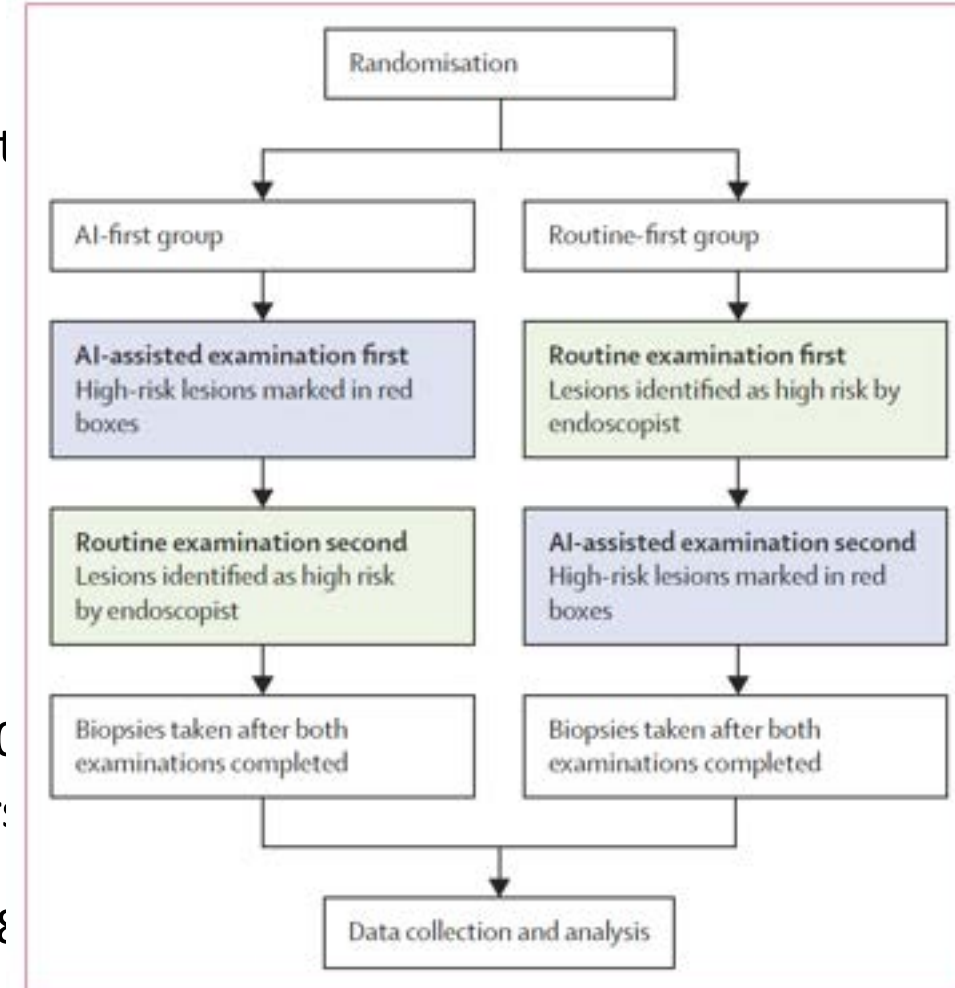 Randomisation
AI-first group
Routine-first group
AI-assisted examination first
High-risk lesions marked in red
boxes
Routine examination first
Lesions identified as high risk by
endoscopist
Routine examination second
Lesions identified as high risk
by endoscopist
AI-assisted examination second
High-risk lesions marked in red
boxes
Biopsies taken after both
examinations completed
Biopsies taken after both
examinations completed
Data collection and analysis